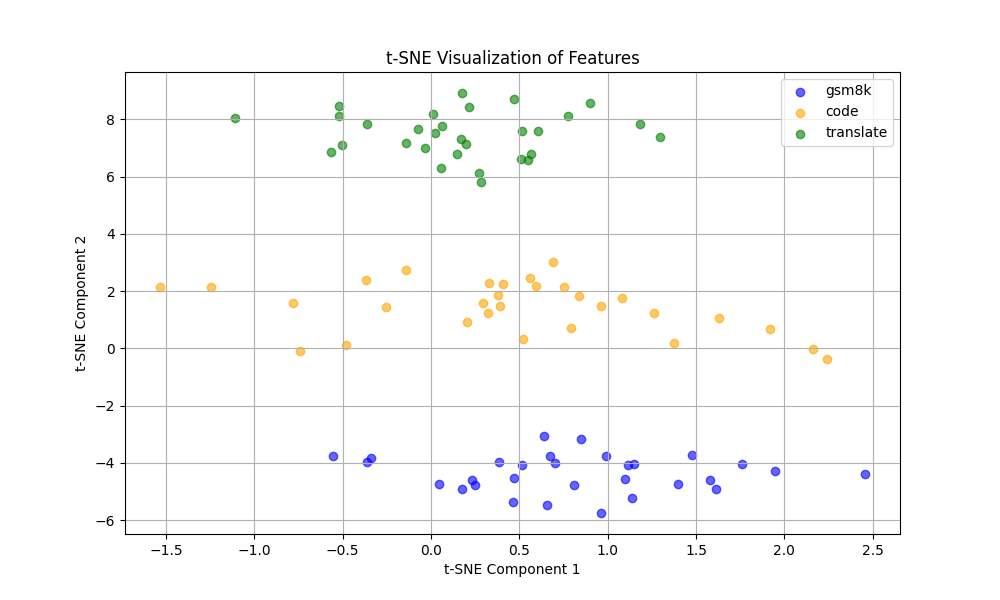 t-SNE Visualization of Features
gsm8k
code
translate
t-SNE Component 2
8
6
4
2
0
−2
−4
−6
−1.5 −1.0 −0.5 0.0 0.5 1.0 1.5 2.0 2.5
t-SNE Component 1